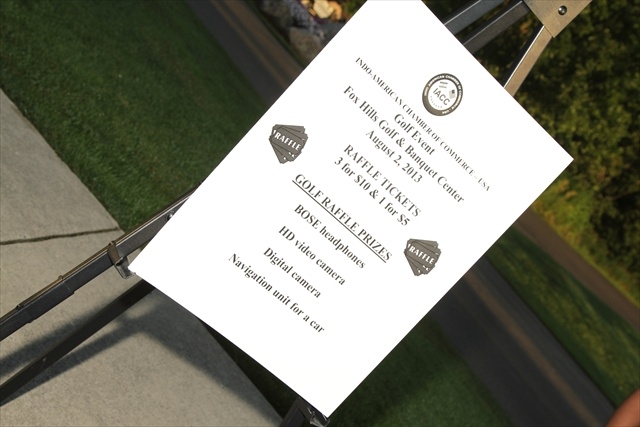 IACC
INDO-AMERICAN CHAMBER OF COMMERCE - USA
Golf Event
Fox Hills Golf & Banquet Center
August 2, 2013
RAFFLE TICKETS
3 for $10 & 1 for $5
RAFFLE
RAFFLE
GOLF RAFFLE PRIZES
BOSE headphones
HD video camera
Digital camera
Navigation unit for a car